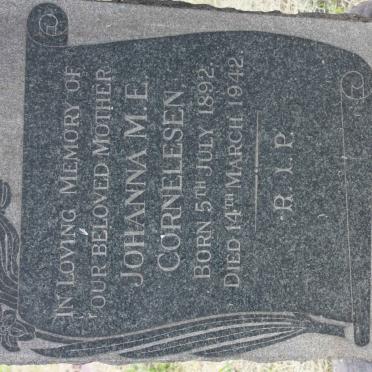 IN LOVING MEMORY OF
OUR BELOVED MOTHER
JOHANNA M. E.
CORNELESEN
BORN 5TH JULY 1892.
DIED 14TH MARCH 1942.
R. I. P.